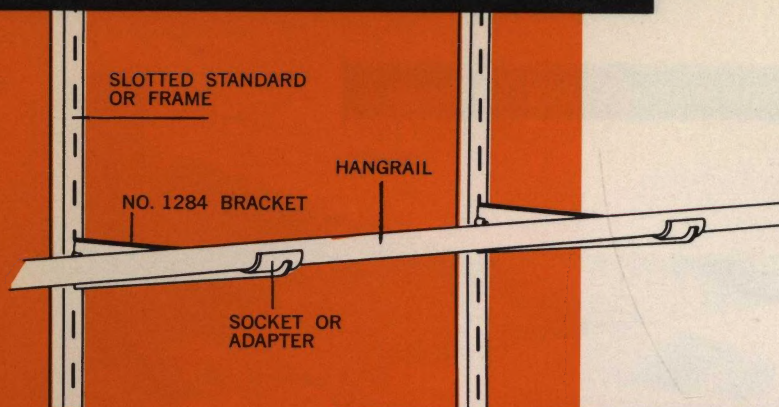 SLOTTED STANDARD
OR FRAME
HANGRAIL
NO. 1284 BRACKET
SOCKET OR
ADAPTER